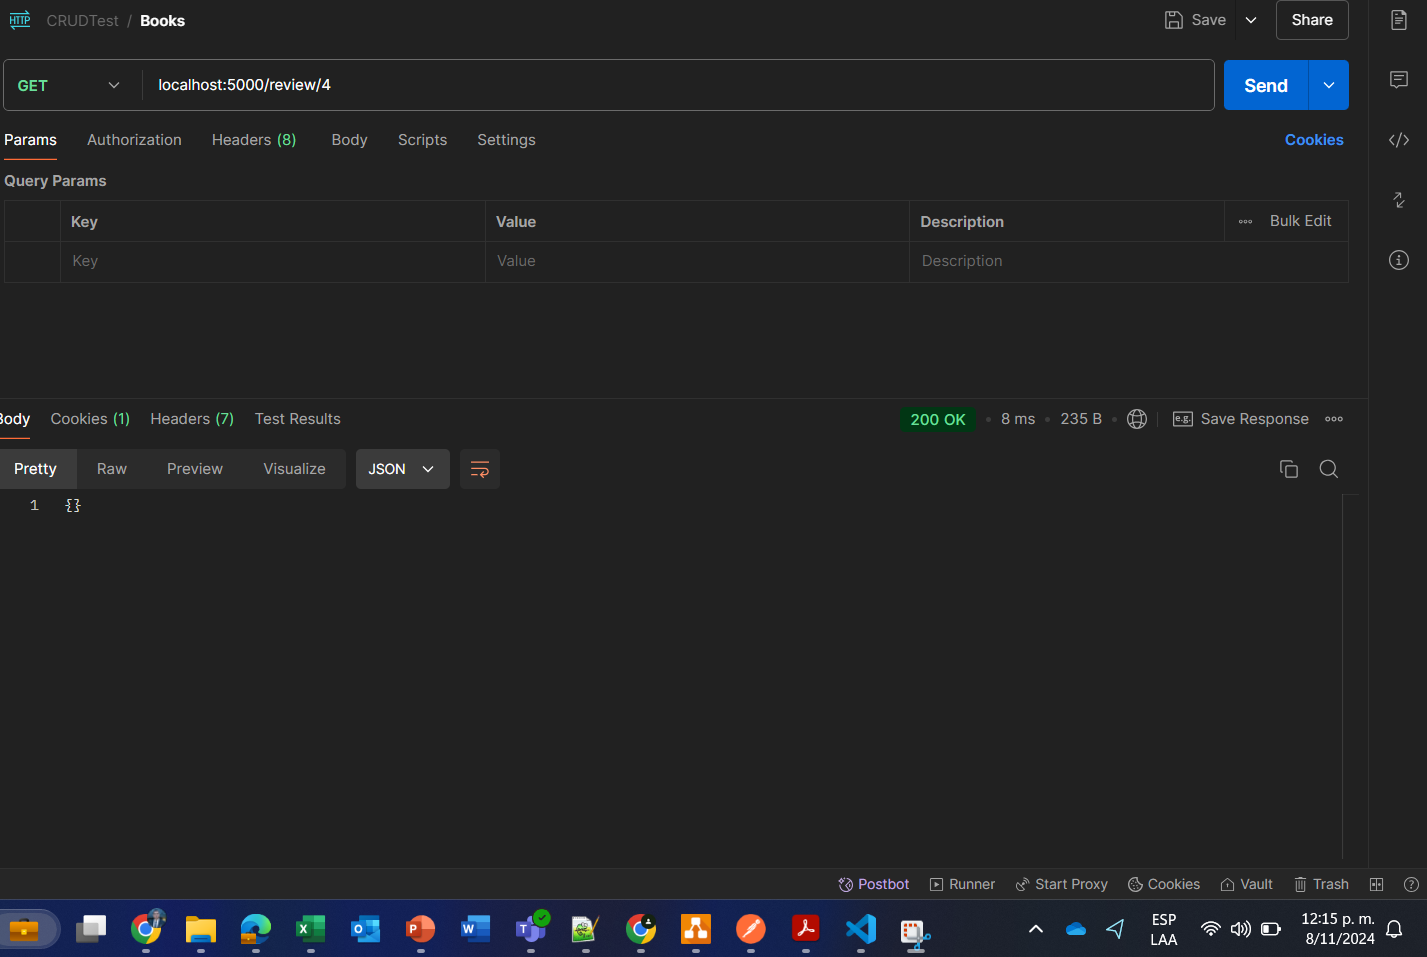 HTTP CRUDTest / Books Save Share
GET localhost:5000/review/4 Send
Params Authorization Headers (8) Body Scripts Settings Cookies
Query Params
Key Value Description Bulk Edit
Key Value Description
Body Cookies (1) Headers (7) Test Results 200 OK 8 ms 235 B e.g. Save Response
Pretty Raw Preview Visualize JSON
1 {}
Postbot Runner Start Proxy Cookies Vault Trash
ESP 12:15 p. m.
LAA 8/11/2024